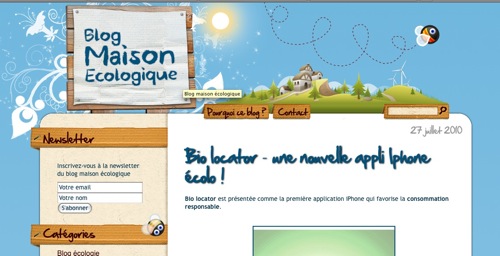 Blog
Maison
Ecologique
Blog maison écologique
Pourquoi ce blog ?
Contact
27 juillet 2010
Newsletter
Bio locator - une nouvelle appli Iphone
écolo !
Inscrivez-vous à la newsletter
du blog maison écologique
Votre email
Votre nom
S'abonner
Bio locator est présentée comme la première application iPhone qui favorise la consommation
responsable.
Catégories
Blog écologie